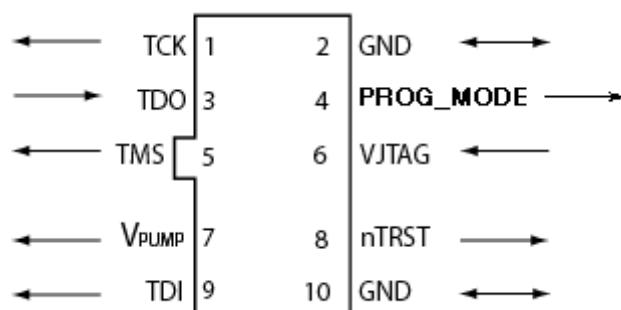 TCK 1 2 GND
TDO 3 4 PROG_MODE
TMS 5 6 VJTAG
VPUMP 7 8 nTRST
TDI 9 10 GND